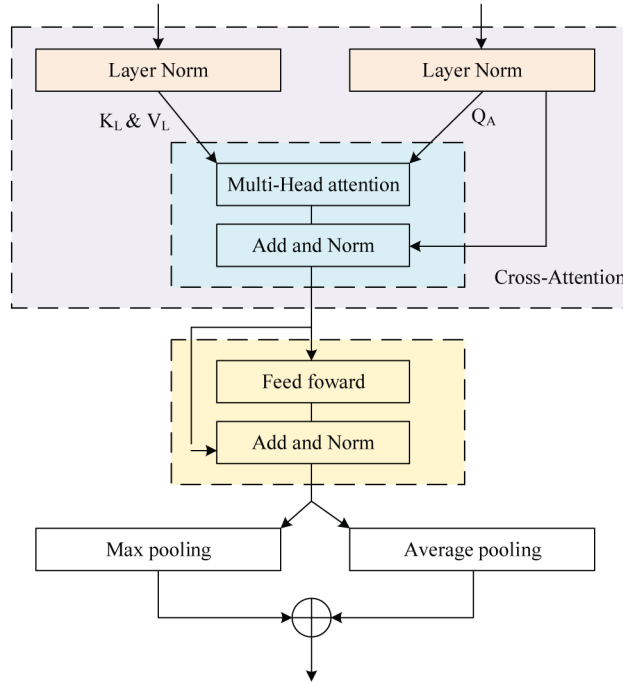 Layer Norm
Layer Norm
K_L & V_L
Q_A
Multi-Head attention
Add and Norm
Cross-Attention
Feed foward
Add and Norm
Max pooling
Average pooling